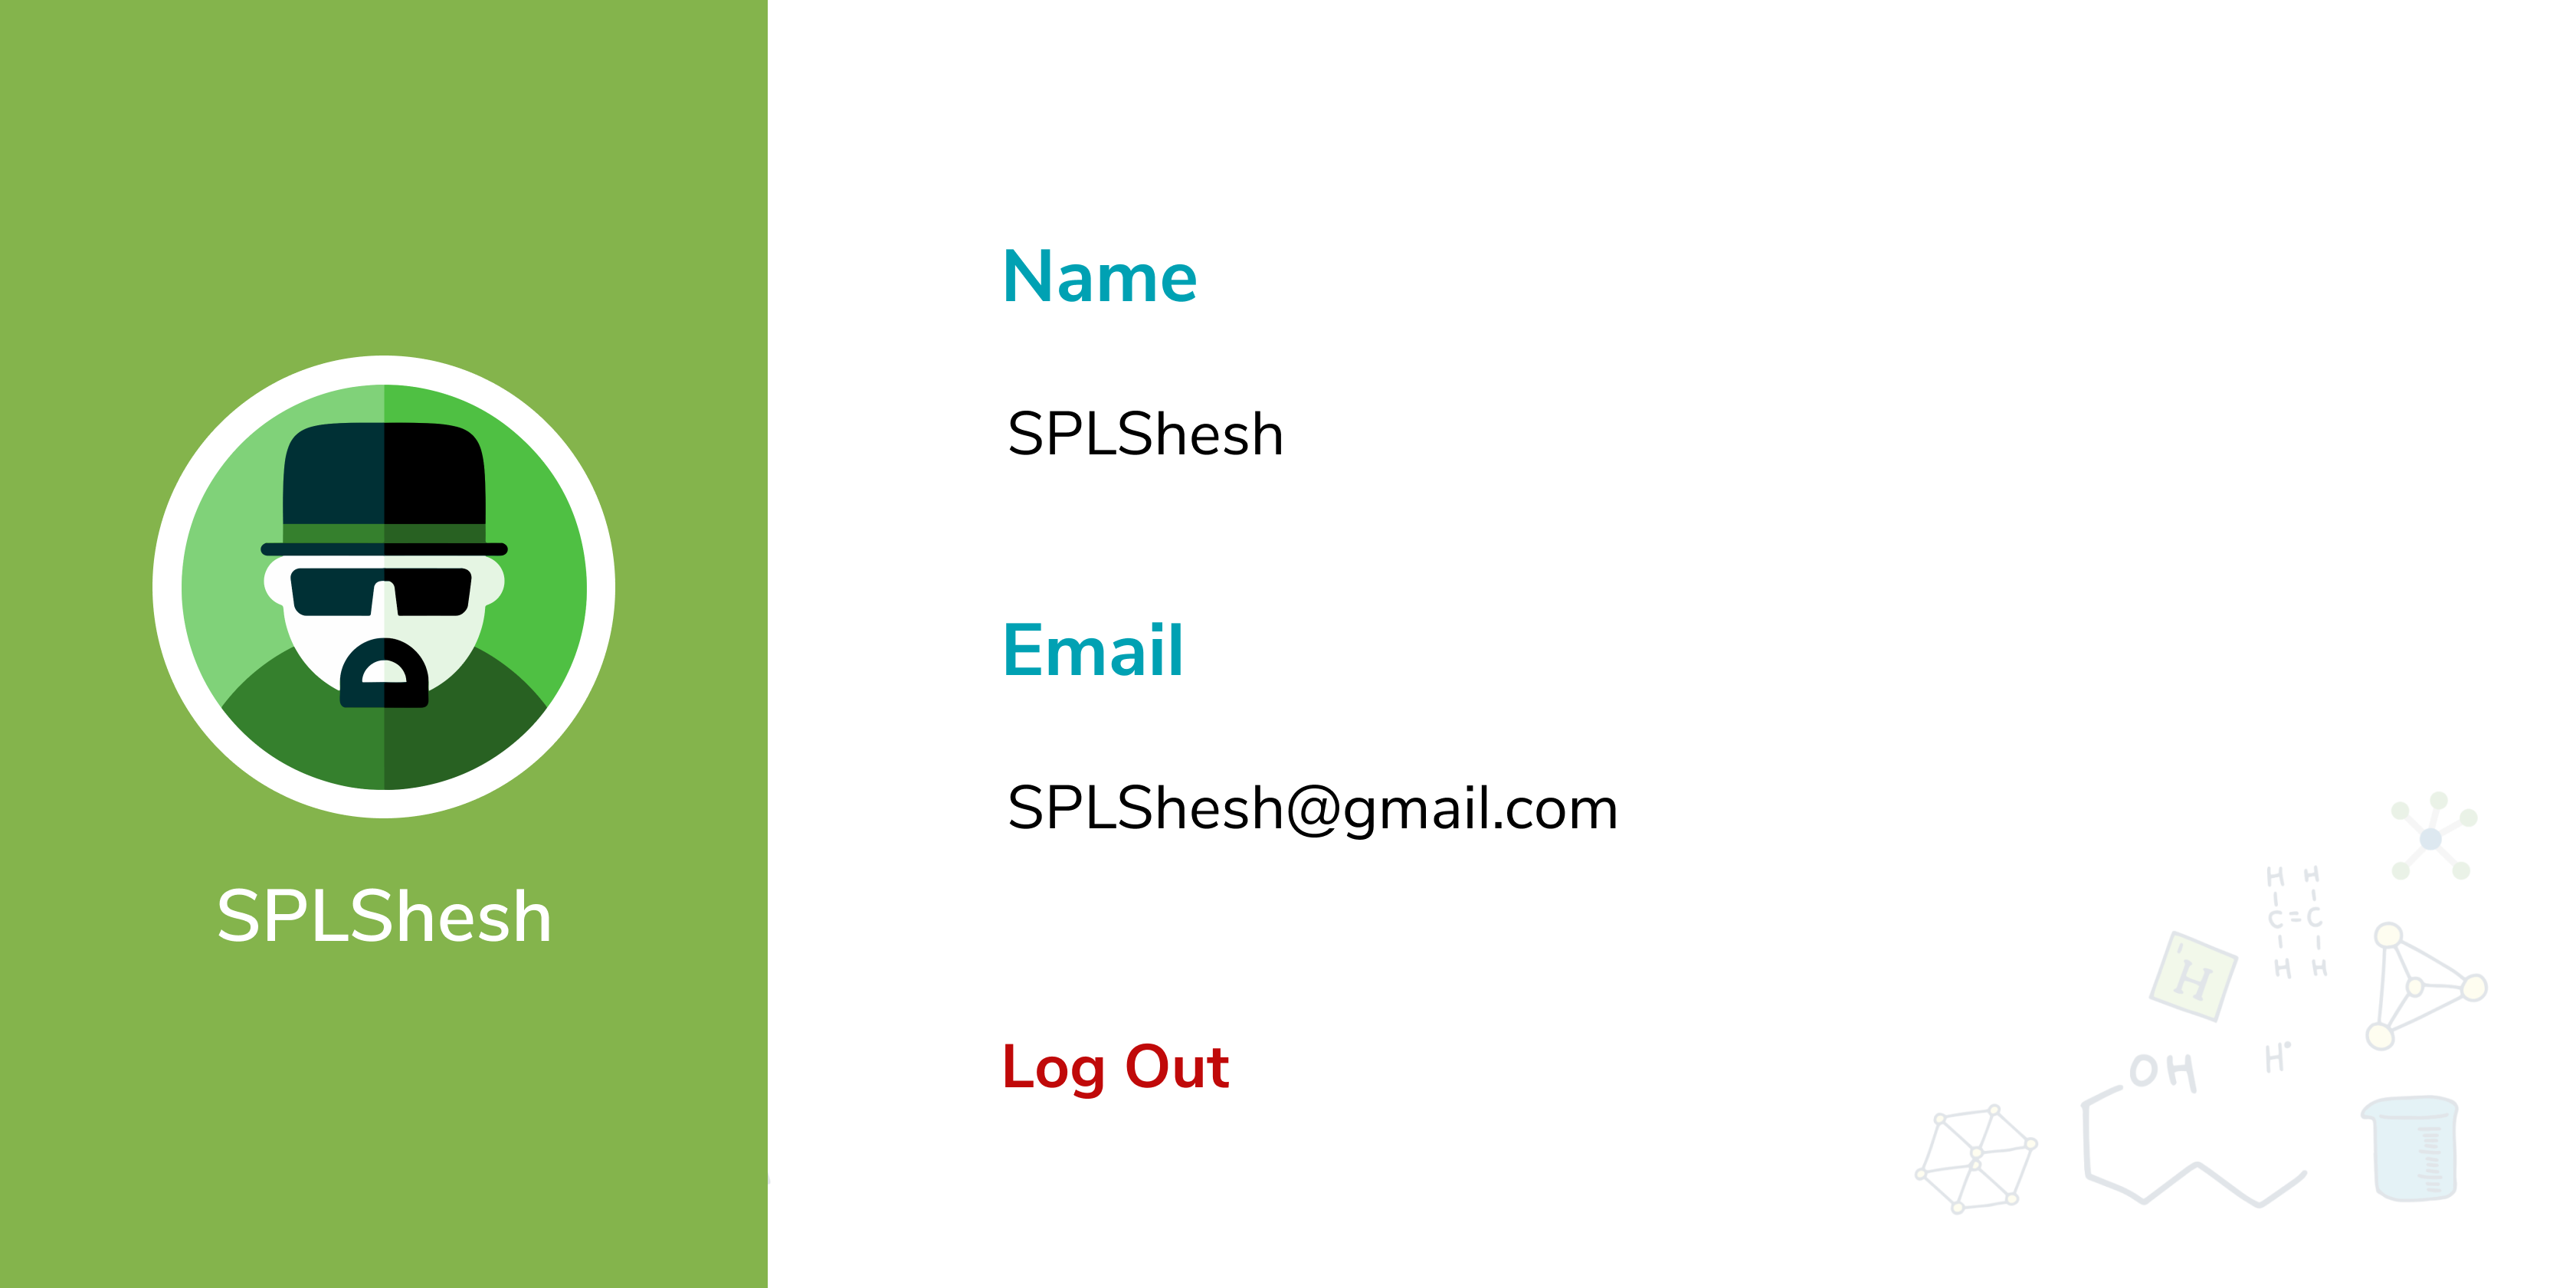 SPLShesh
Name
SPLShesh
Email
SPLShesh@gmail.com
Log Out
H H
C=C
H H
H
OH
H•